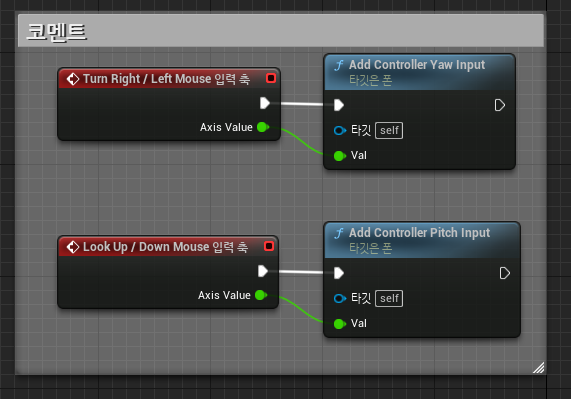 코멘트
Turn Right / Left Mouse 입력 축
Axis Value
Add Controller Yaw Input
타깃은 폰
타깃 self
Val
Look Up / Down Mouse 입력 축
Axis Value
Add Controller Pitch Input
타깃은 폰
타깃 self
Val